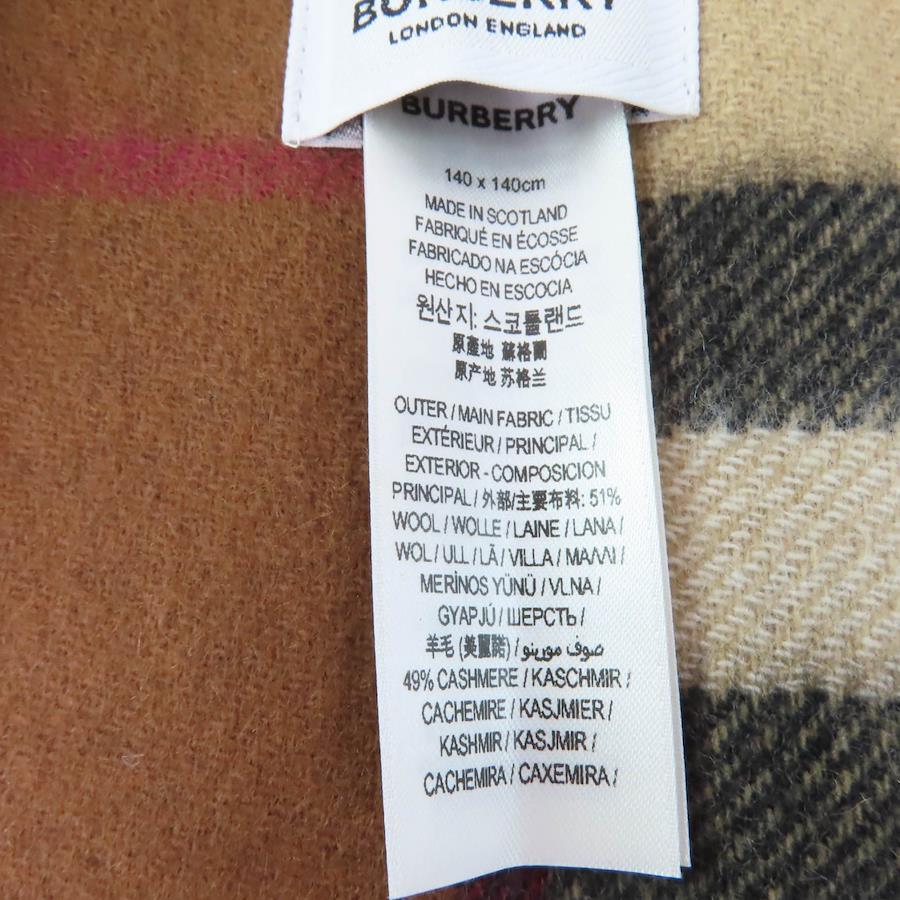 BURBERRY
LONDON ENGLAND
BURBERRY
140 x 140cm
MADE IN SCOTLAND
FABRIQUÉ EN ÉCOSSE
FABRICADO NA ESCÓCIA
HECHO EN ESCOCIA
원산지: 스코틀랜드
原產地 蘇格蘭
原产地 苏格兰
OUTER / MAIN FABRIC / TISSU
EXTÉRIEUR / PRINCIPAL /
EXTERIOR - COMPOSICION
PRINCIPAL / 外部/主要布料: 51%
WOOL / WOLLE / LAINE / LANA /
WOL / ULL / LÃ / VILLA / ΜΑΛΛΙ /
MERİNOS YÜNÜ / VLNA /
GYAPJÚ / ШЕРСТЬ /
羊毛 (美麗諾) / صوف مورينو
49% CASHMERE / KASCHMIR /
CACHEMIRE / KASJMIER /
KASHMIR / KASJMIR /
CACHEMIRA / CAXEMIRA /